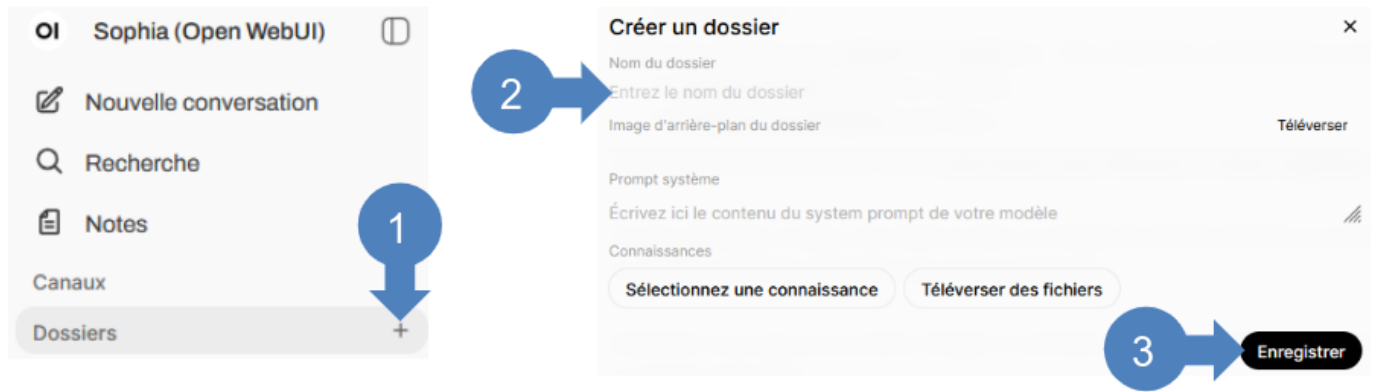 OI Sophia (Open WebUI)
Nouvelle conversation
Recherche
Notes
1
Canaux
Dossiers +
Créer un dossier ×
Nom du dossier
2
Entrez le nom du dossier
Image d'arrière-plan du dossier Téléverser
Prompt système
Écrivez ici le contenu du system prompt de votre modèle
Connaissances
Sélectionnez une connaissance Téléverser des fichiers
3 Enregistrer